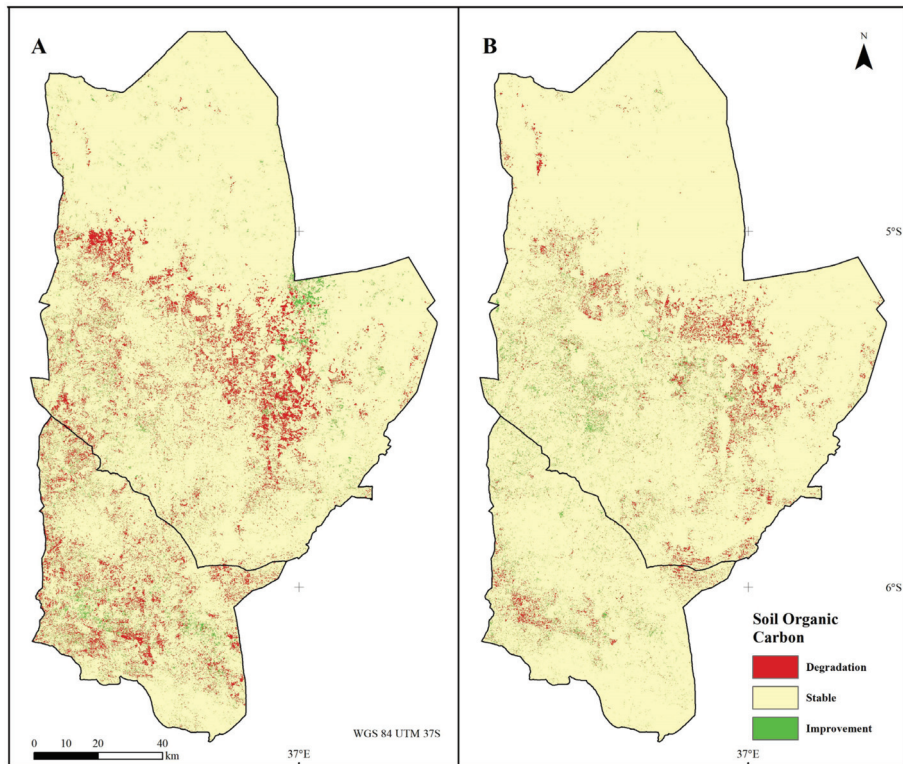 A
B
N
5°S
6°S
Soil Organic
Carbon
Degradation
Stable
Improvement
WGS 84 UTM 37S
0 10 20 40
km
37°E
37°E